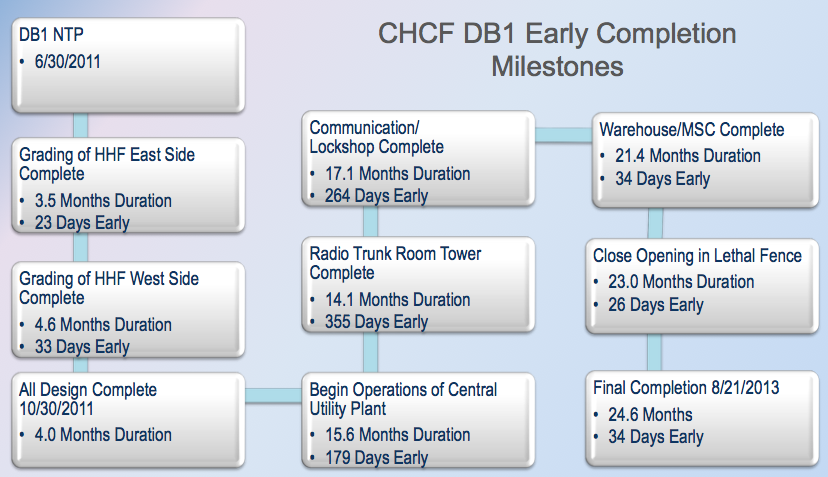 CHCF DB1 Early Completion
Milestones
DB1 NTP
• 6/30/2011
Grading of HHF East Side
Complete
• 3.5 Months Duration
• 23 Days Early
Grading of HHF West Side
Complete
• 4.6 Months Duration
• 33 Days Early
All Design Complete
10/30/2011
• 4.0 Months Duration
Begin Operations of Central
Utility Plant
• 15.6 Months Duration
• 179 Days Early
Radio Trunk Room Tower
Complete
• 14.1 Months Duration
• 355 Days Early
Communication/
Lockshop Complete
• 17.1 Months Duration
• 264 Days Early
Warehouse/MSC Complete
• 21.4 Months Duration
• 34 Days Early
Close Opening in Lethal Fence
• 23.0 Months Duration
• 26 Days Early
Final Completion 8/21/2013
• 24.6 Months
• 34 Days Early